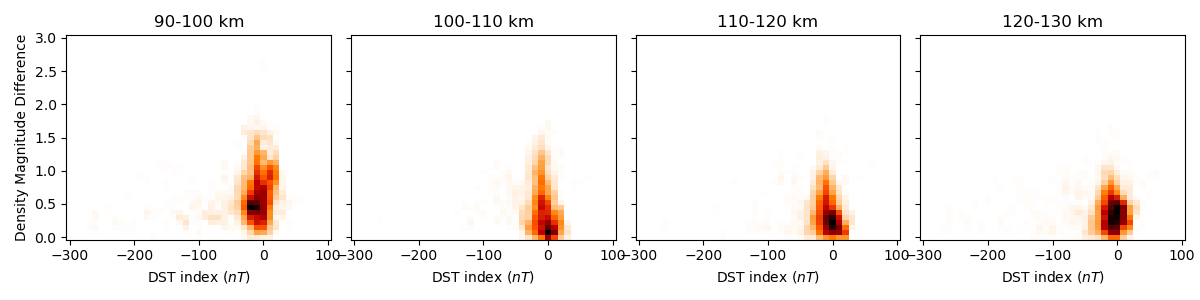 90-100 km
100-110 km
110-120 km
120-130 km
Density Magnitude Difference
3.0
2.5
2.0
1.5
1.0
0.5
0.0
−300 −200 −100 0 100
−300 −200 −100 0 100
−300 −200 −100 0 100
−300 −200 −100 0 100
DST index (nT)
DST index (nT)
DST index (nT)
DST index (nT)